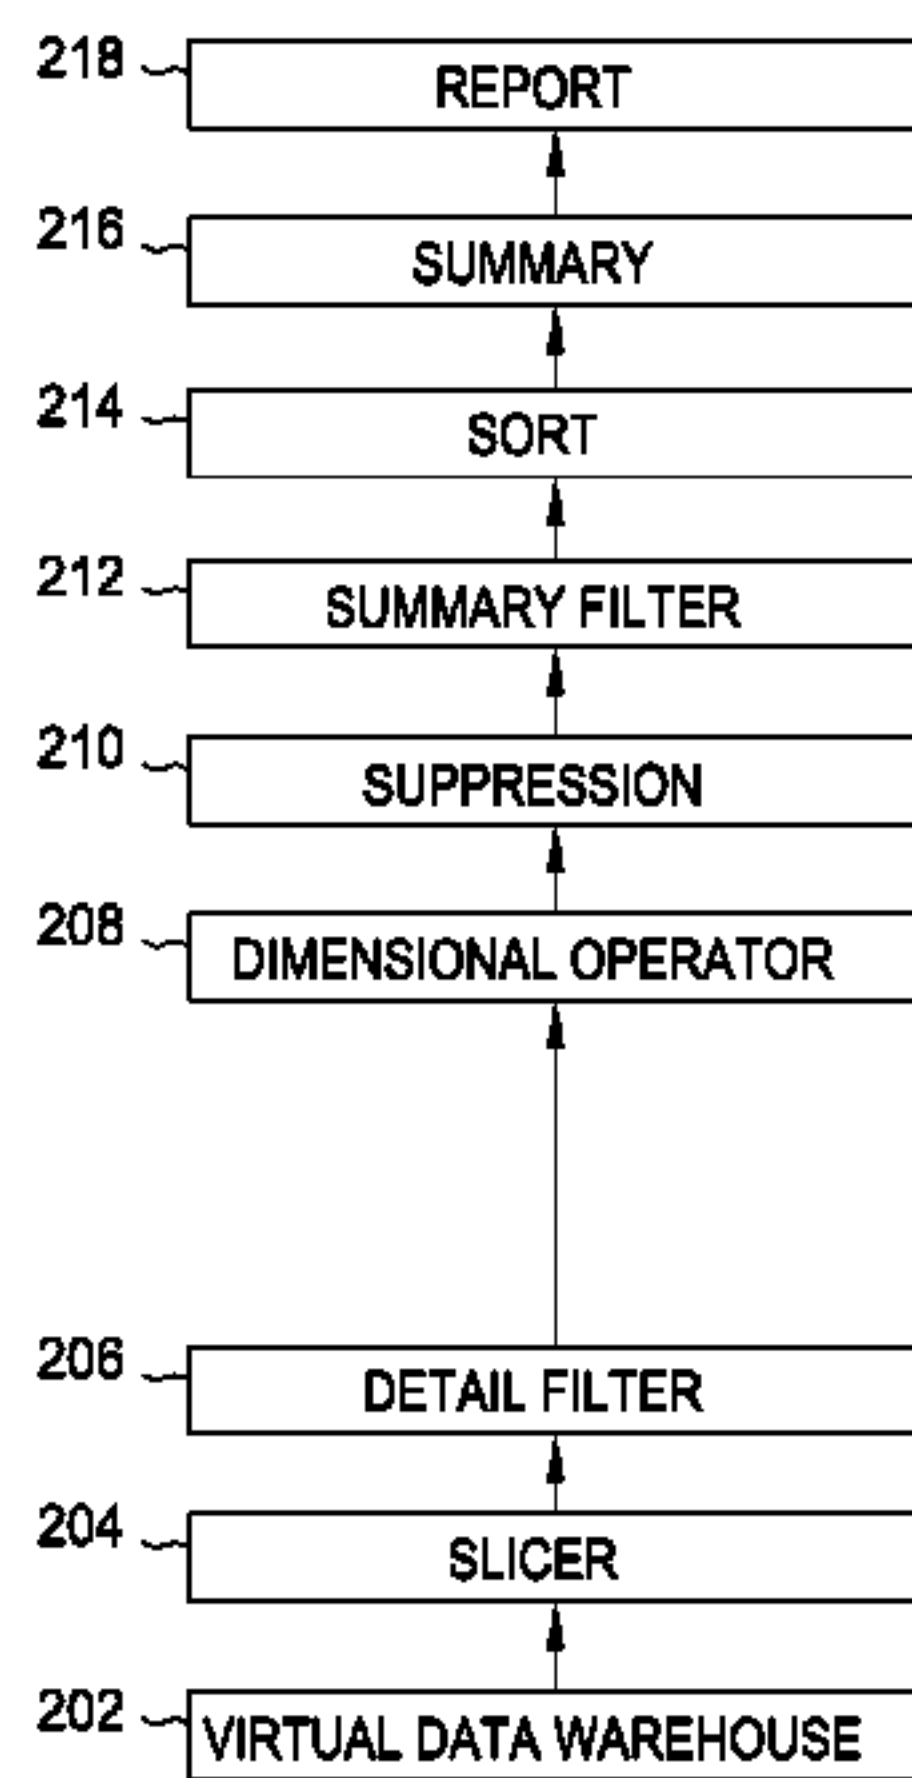 218 REPORT
216 SUMMARY
214 SORT
212 SUMMARY FILTER
210 SUPPRESSION
208 DIMENSIONAL OPERATOR
206 DETAIL FILTER
204 SLICER
202 VIRTUAL DATA WAREHOUSE